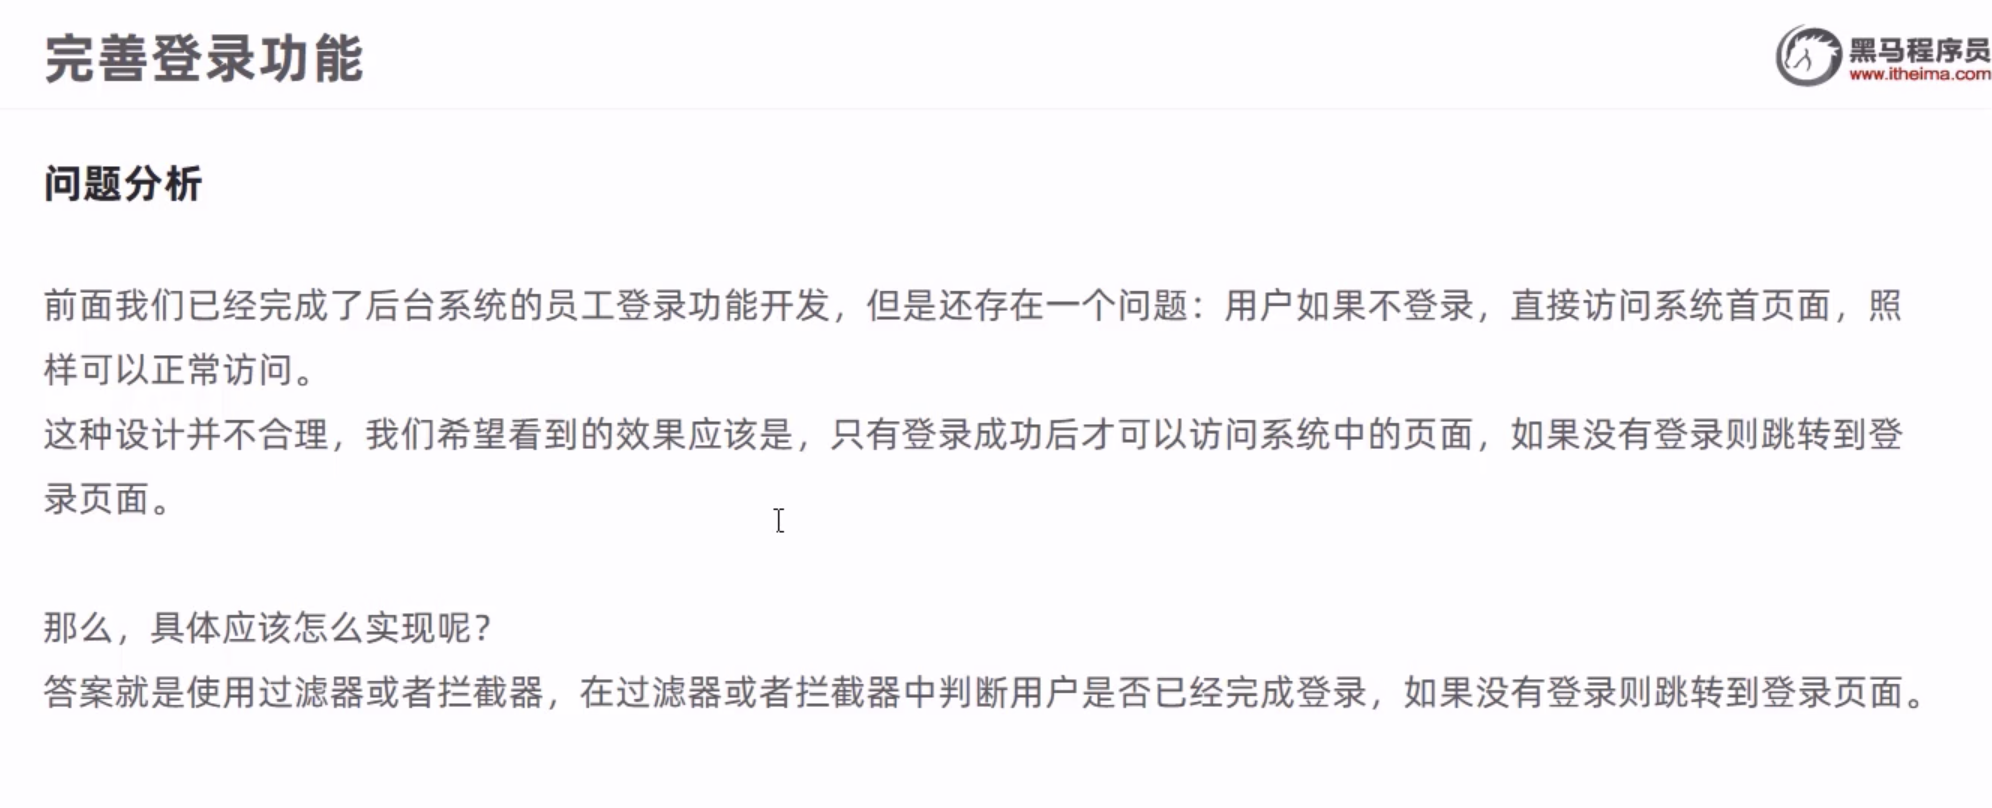 完善登录功能
黑马程序员
www.itheima.com
问题分析
前面我们已经完成了后台系统的员工登录功能开发，但是还存在一个问题：用户如果不登录，直接访问系统首页面，照
样可以正常访问。
这种设计并不合理，我们希望看到的效果应该是，只有登录成功后才可以访问系统中的页面，如果没有登录则跳转到登
录页面。
那么，具体应该怎么实现呢？
答案就是使用过滤器或者拦截器，在过滤器或者拦截器中判断用户是否已经完成登录，如果没有登录则跳转到登录页面。